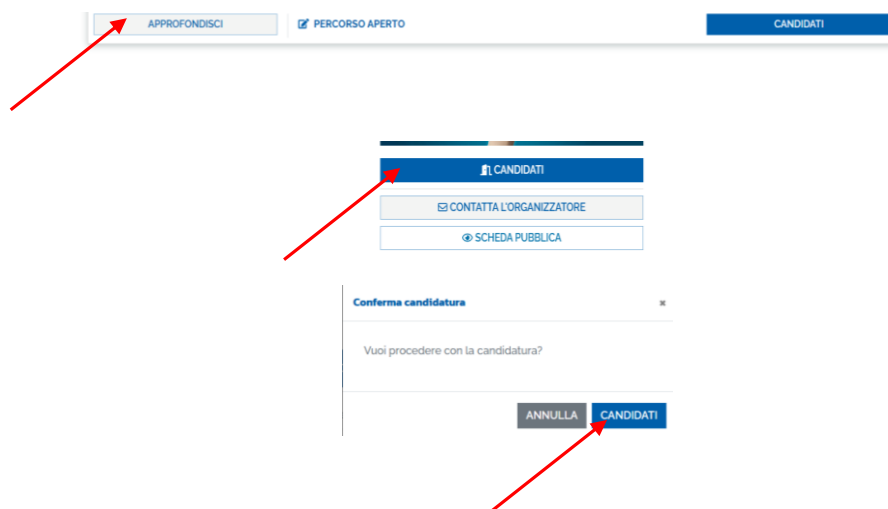 APPROFONDISCI PERCORSO APERTO CANDIDATI
CANDIDATI
CONTATTA L'ORGANIZZATORE
SCHEDA PUBBLICA
Conferma candidatura
Vuoi procedere con la candidatura?
ANNULLA CANDIDATI